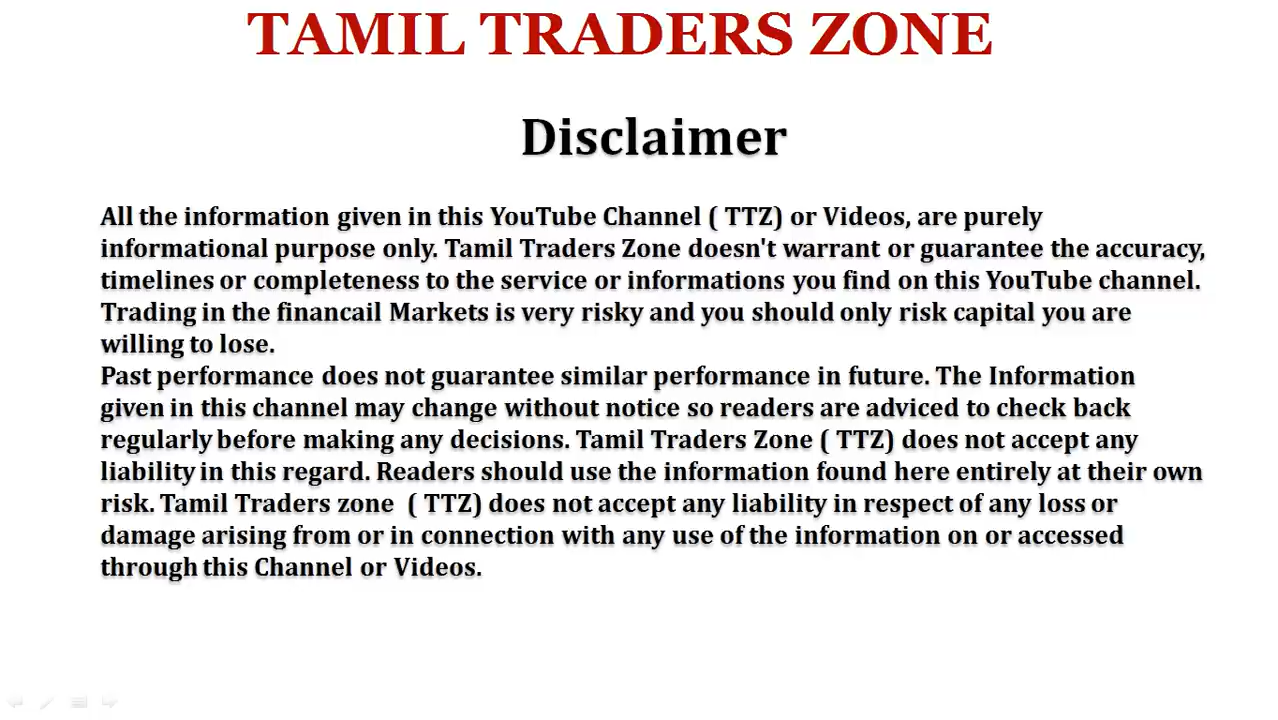 TAMIL TRADERS ZONE
Disclaimer
All the information given in this YouTube Channel ( TTZ) or Videos, are purely
informational purpose only. Tamil Traders Zone doesn't warrant or guarantee the accuracy,
timelines or completeness to the service or informations you find on this YouTube channel.
Trading in the financail Markets is very risky and you should only risk capital you are
willing to lose.
Past performance does not guarantee similar performance in future. The Information
given in this channel may change without notice so readers are adviced to check back
regularly before making any decisions. Tamil Traders Zone ( TTZ) does not accept any
liability in this regard. Readers should use the information found here entirely at their own
risk. Tamil Traders zone  ( TTZ) does not accept any liability in respect of any loss or
damage arising from or in connection with any use of the information on or accessed
through this Channel or Videos.